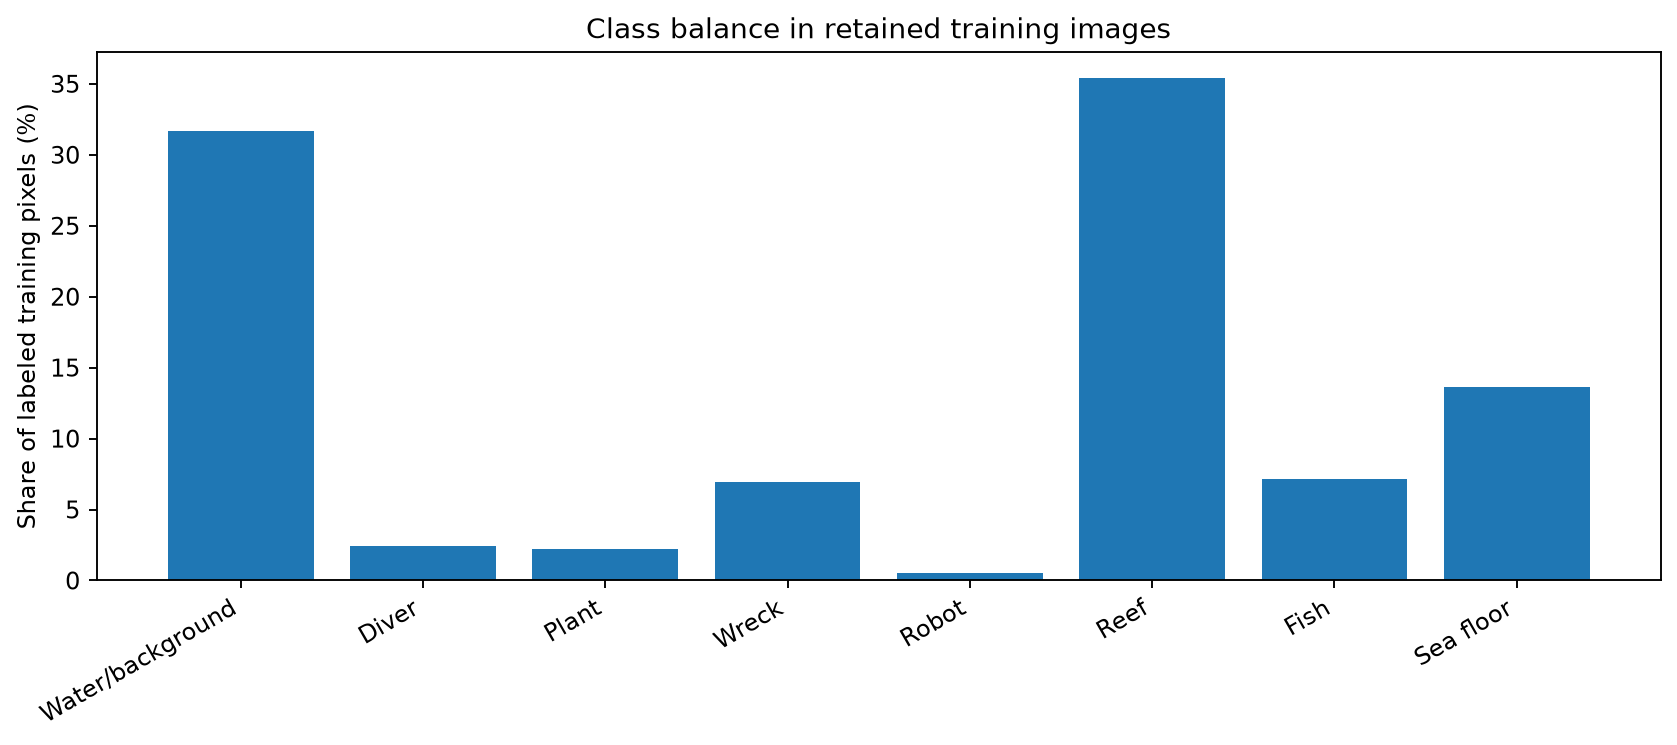 Class balance in retained training images
Share of labeled training pixels (%)
35
30
25
20
15
10
5
0
Water/background
Diver
Plant
Wreck
Robot
Reef
Fish
Sea floor